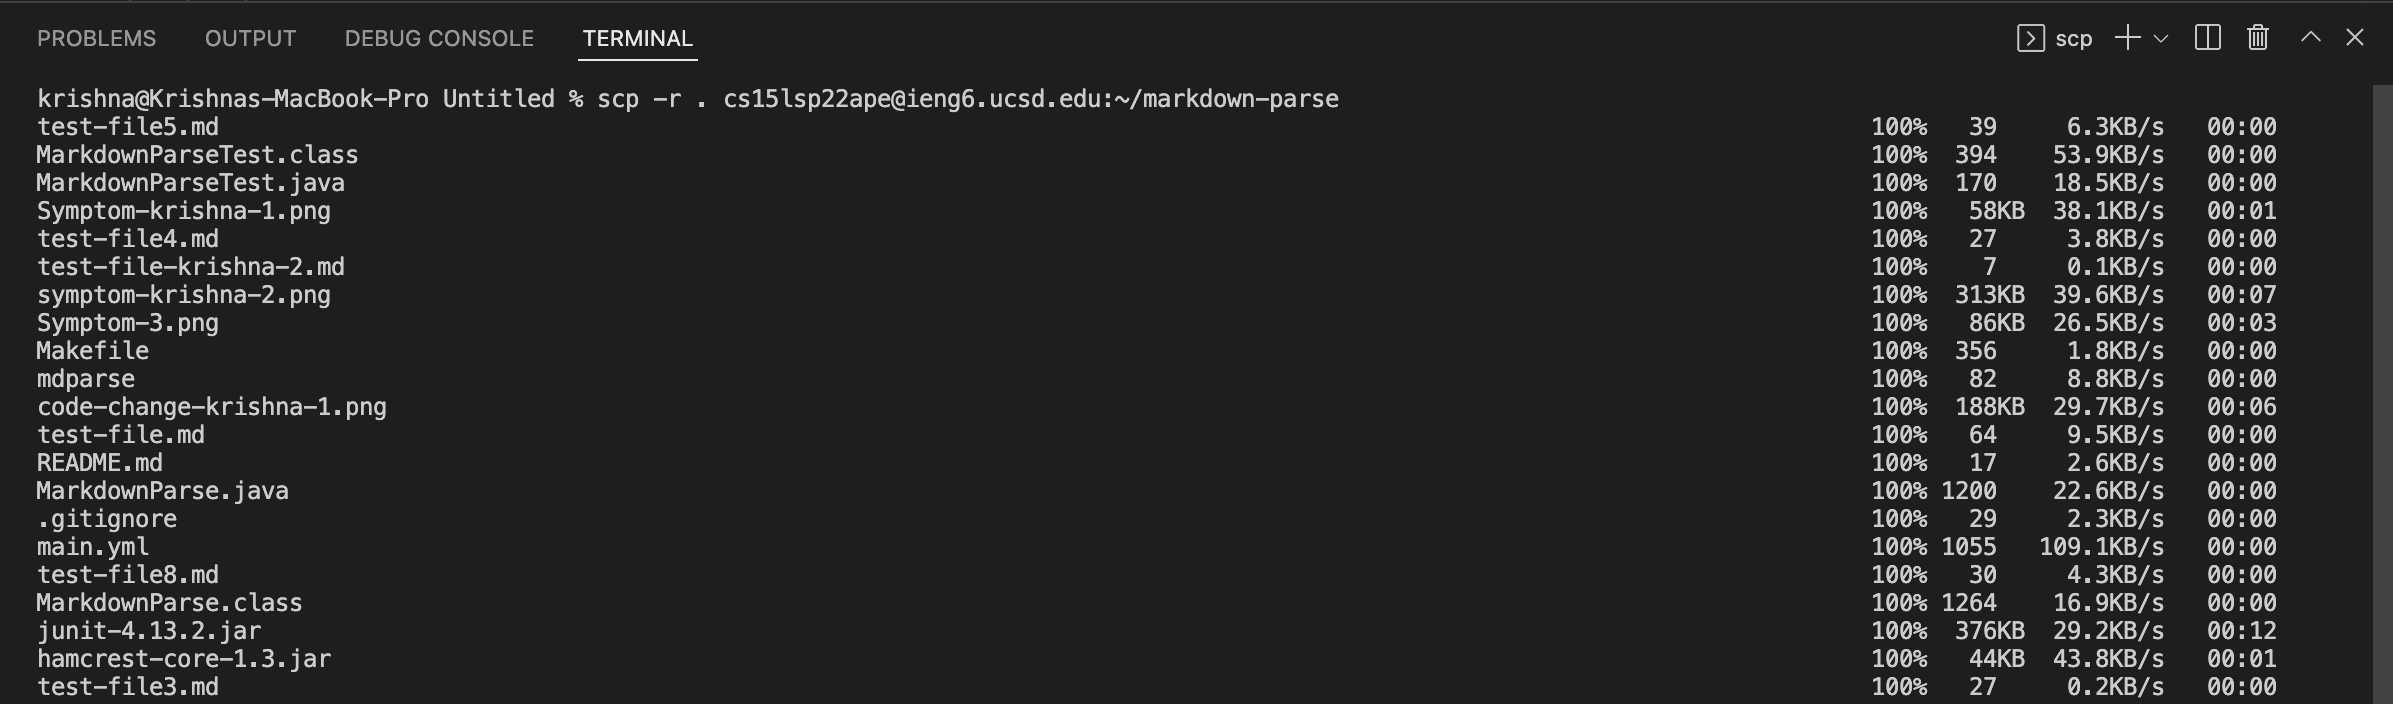 PROBLEMS OUTPUT DEBUG CONSOLE TERMINAL scp
krishna@Krishnas-MacBook-Pro Untitled % scp -r . cs15lsp22ape@ieng6.ucsd.edu:~/markdown-parse
test-file5.md 100% 39 6.3KB/s 00:00
MarkdownParseTest.class 100% 394 53.9KB/s 00:00
MarkdownParseTest.java 100% 170 18.5KB/s 00:00
Symptom-krishna-1.png 100% 58KB 38.1KB/s 00:01
test-file4.md 100% 27 3.8KB/s 00:00
test-file-krishna-2.md 100% 7 0.1KB/s 00:00
symptom-krishna-2.png 100% 313KB 39.6KB/s 00:07
Symptom-3.png 100% 86KB 26.5KB/s 00:03
Makefile 100% 356 1.8KB/s 00:00
mdparse 100% 82 8.8KB/s 00:00
code-change-krishna-1.png 100% 188KB 29.7KB/s 00:06
test-file.md 100% 64 9.5KB/s 00:00
README.md 100% 17 2.6KB/s 00:00
MarkdownParse.java 100% 1200 22.6KB/s 00:00
.gitignore 100% 29 2.3KB/s 00:00
main.yml 100% 1055 109.1KB/s 00:00
test-file8.md 100% 30 4.3KB/s 00:00
MarkdownParse.class 100% 1264 16.9KB/s 00:00
junit-4.13.2.jar 100% 376KB 29.2KB/s 00:12
hamcrest-core-1.3.jar 100% 44KB 43.8KB/s 00:01
test-file3.md 100% 27 0.2KB/s 00:00